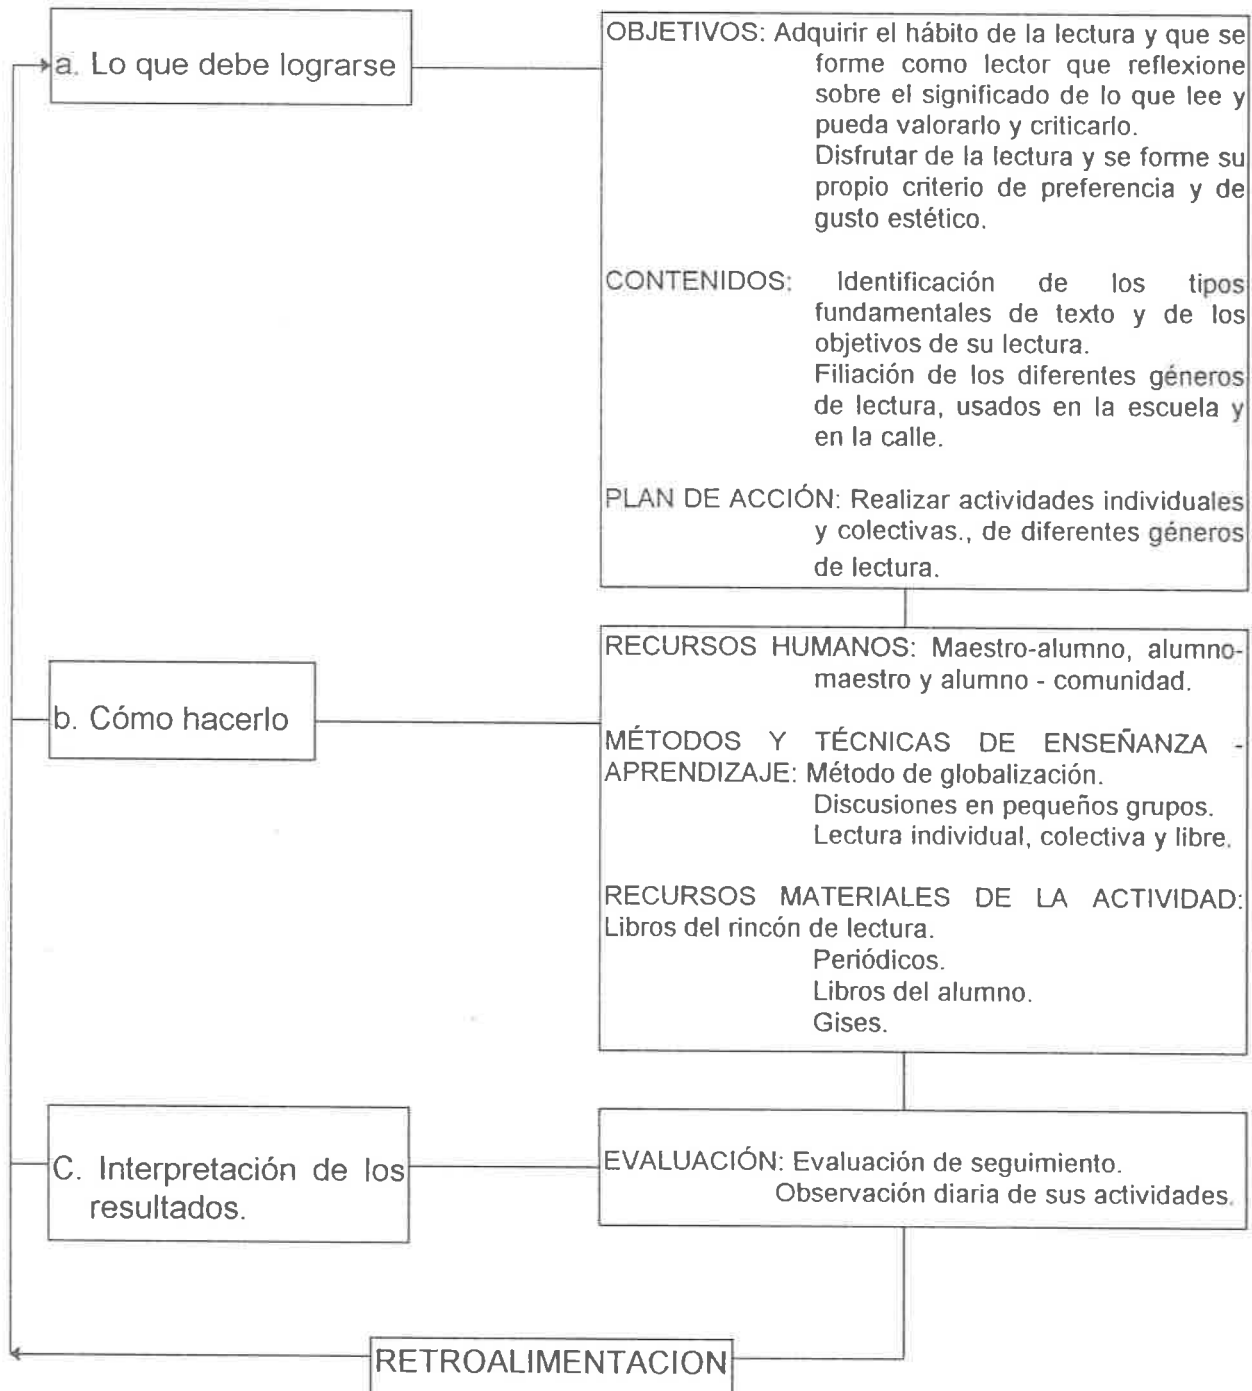 a. Lo que debe lograrse
OBJETIVOS: Adquirir el hábito de la lectura y que se
forme como lector que reflexione
sobre el significado de lo que lee y
pueda valorarlo y criticarlo.
Disfrutar de la lectura y se forme su
propio criterio de preferencia y de
gusto estético.
CONTENIDOS: Identificación de los tipos
fundamentales de texto y de los
objetivos de su lectura.
Filiación de los diferentes géneros
de lectura, usados en la escuela y
en la calle.
PLAN DE ACCIÓN: Realizar actividades individuales
y colectivas., de diferentes géneros
de lectura.
b. Cómo hacerlo
RECURSOS HUMANOS: Maestro-alumno, alumno-
maestro y alumno - comunidad.
MÉTODOS Y TÉCNICAS DE ENSEÑANZA -
APRENDIZAJE: Método de globalización.
Discusiones en pequeños grupos.
Lectura individual, colectiva y libre.
RECURSOS MATERIALES DE LA ACTIVIDAD:
Libros del rincón de lectura.
Periódicos.
Libros del alumno.
Gises.
C. Interpretación de los
resultados.
EVALUACIÓN: Evaluación de seguimiento.
Observación diaria de sus actividades.
RETROALIMENTACION